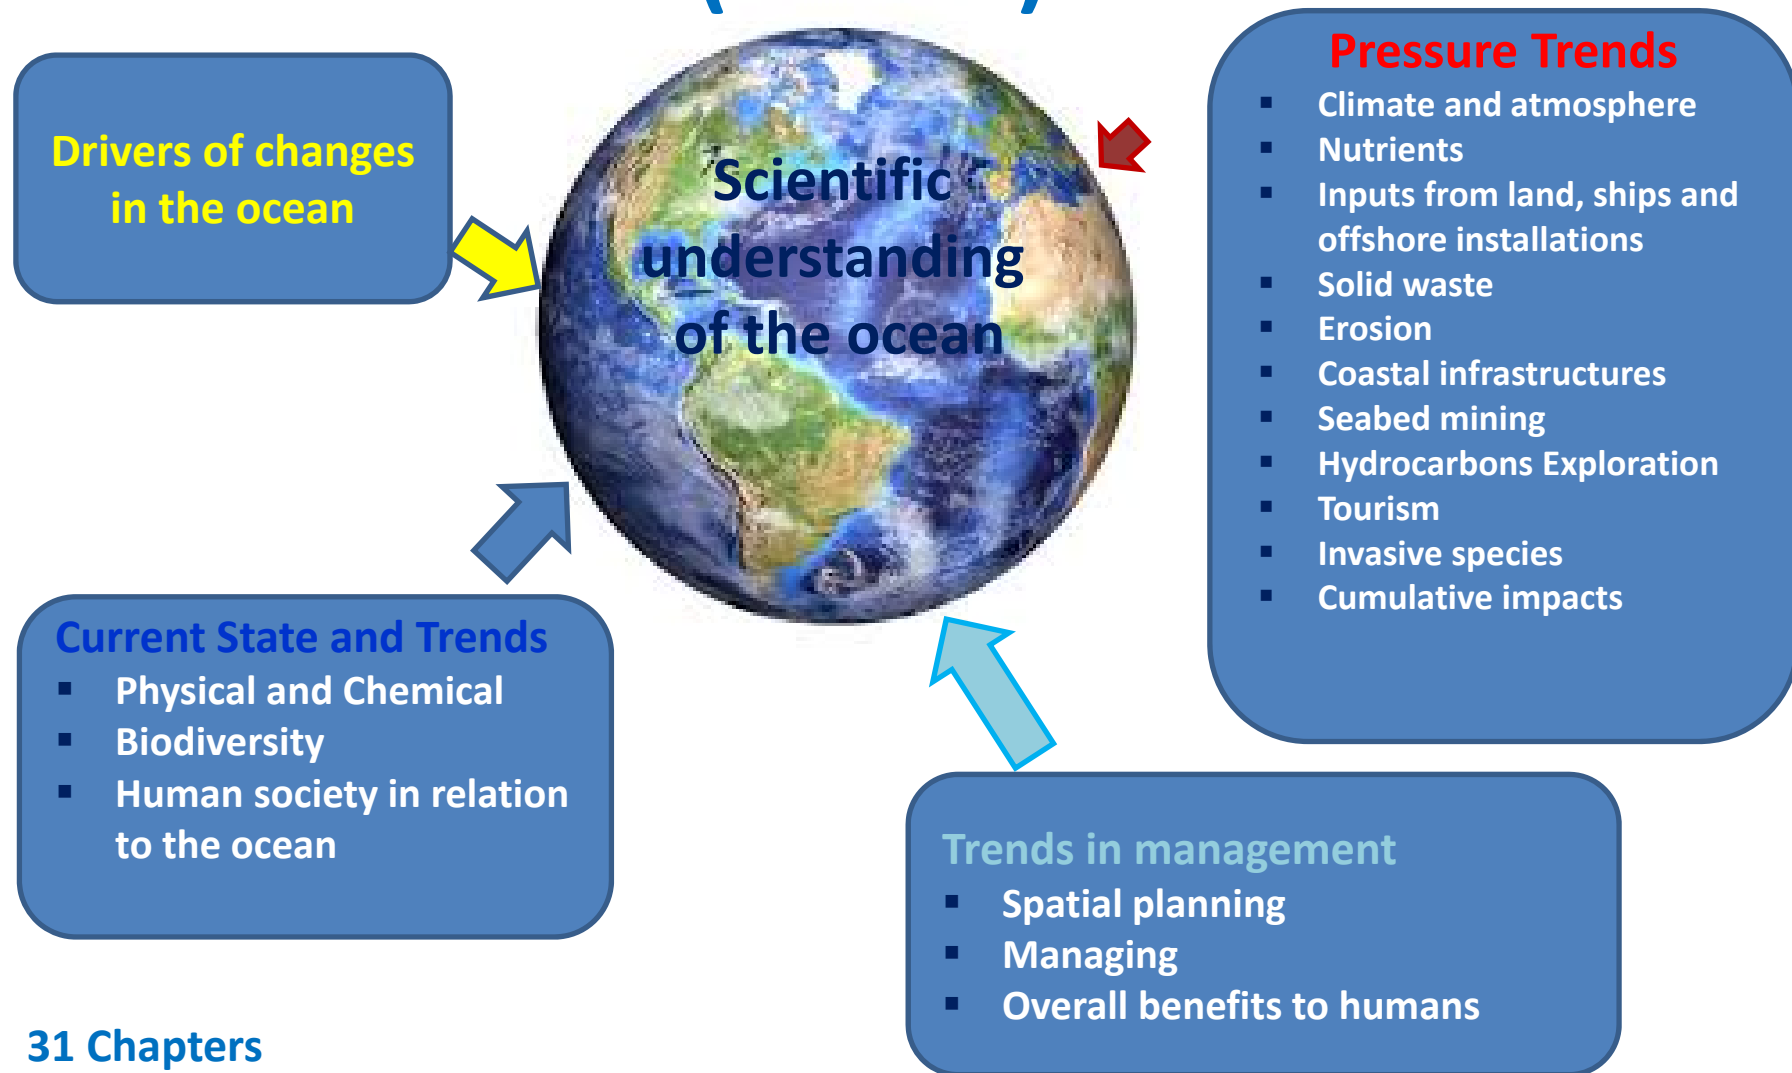 Drivers of changes
in the ocean
Scientific
understanding
of the ocean
Pressure Trends
▪ Climate and atmosphere
▪ Nutrients
▪ Inputs from land, ships and
offshore installations
▪ Solid waste
▪ Erosion
▪ Coastal infrastructures
▪ Seabed mining
▪ Hydrocarbons Exploration
▪ Tourism
▪ Invasive species
▪ Cumulative impacts
Current State and Trends
▪ Physical and Chemical
▪ Biodiversity
▪ Human society in relation
to the ocean
Trends in management
▪ Spatial planning
▪ Managing
▪ Overall benefits to humans
31 Chapters